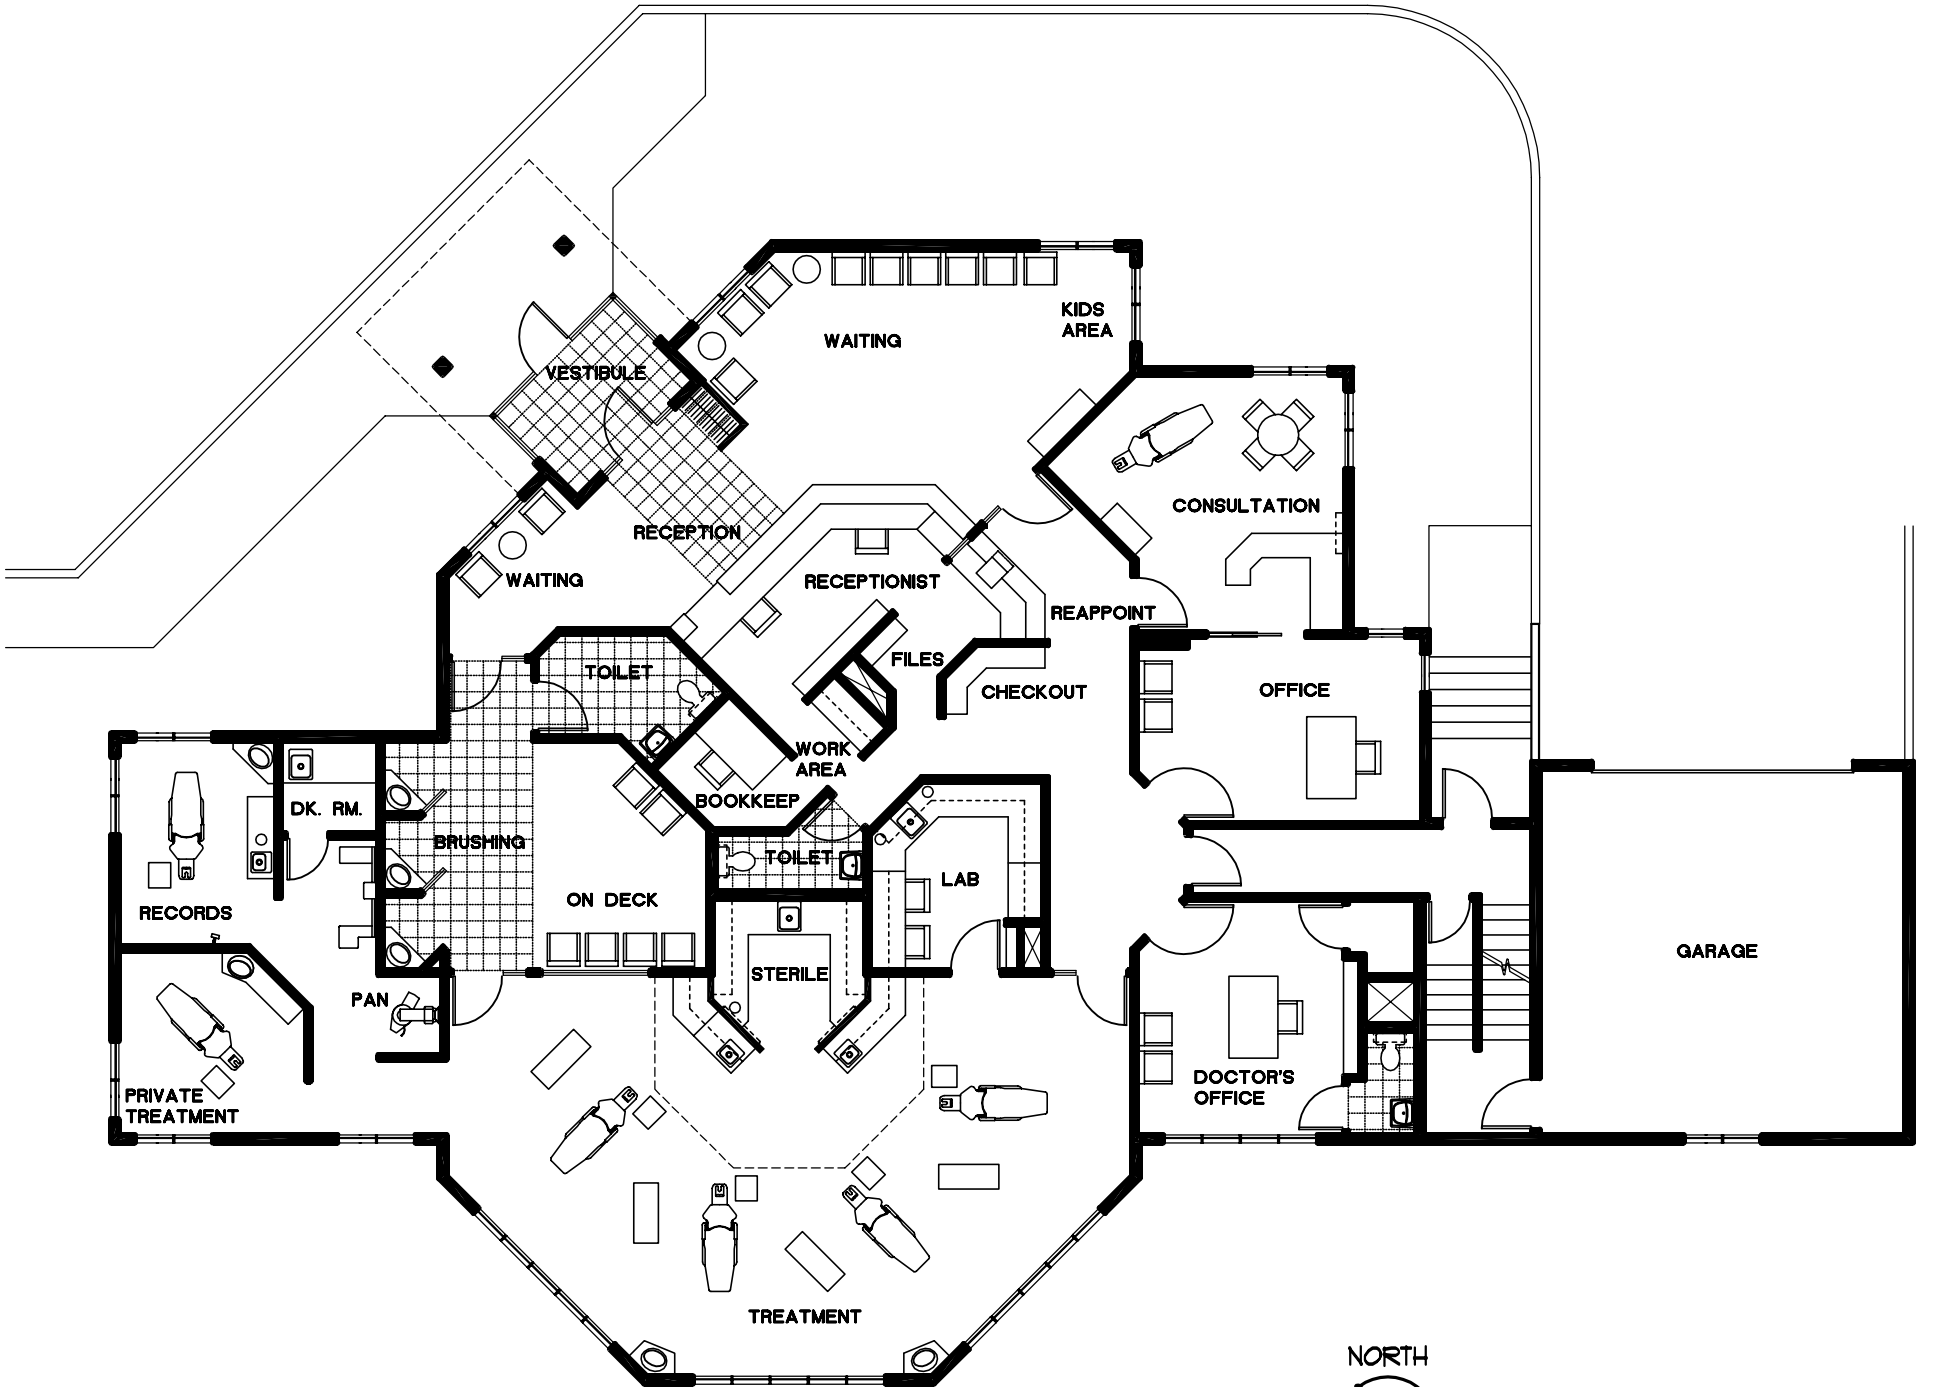 KIDS
AREA
WAITING
VESTIBULE
CONSULTATION
RECEPTION
WAITING
RECEPTIONIST
REAPPOINT
FILES
TOILET
CHECKOUT
OFFICE
WORK
AREA
BOOKKEEP
DK. RM.
BRUSHING
TOILET
LAB
ON DECK
RECORDS
GARAGE
STERILE
PAN
DOCTOR'S
OFFICE
PRIVATE
TREATMENT
TREATMENT
NORTH